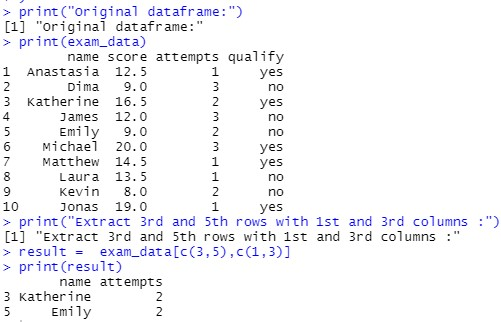 > print("Original dataframe:")
[1] "Original dataframe:"
> print(exam_data)
        name score attempts qualify
1  Anastasia  12.5        1     yes
2       Dima   9.0        3      no
3  Katherine  16.5        2     yes
4      James  12.0        3      no
5      Emily   9.0        2      no
6    Michael  20.0        3     yes
7    Matthew  14.5        1     yes
8      Laura  13.5        1      no
9      Kevin   8.0        2      no
10     Jonas  19.0        1     yes
> print("Extract 3rd and 5th rows with 1st and 3rd columns :")
[1] "Extract 3rd and 5th rows with 1st and 3rd columns :"
> result =  exam_data[c(3,5),c(1,3)]
> print(result)
       name attempts
3 Katherine        2
5     Emily        2